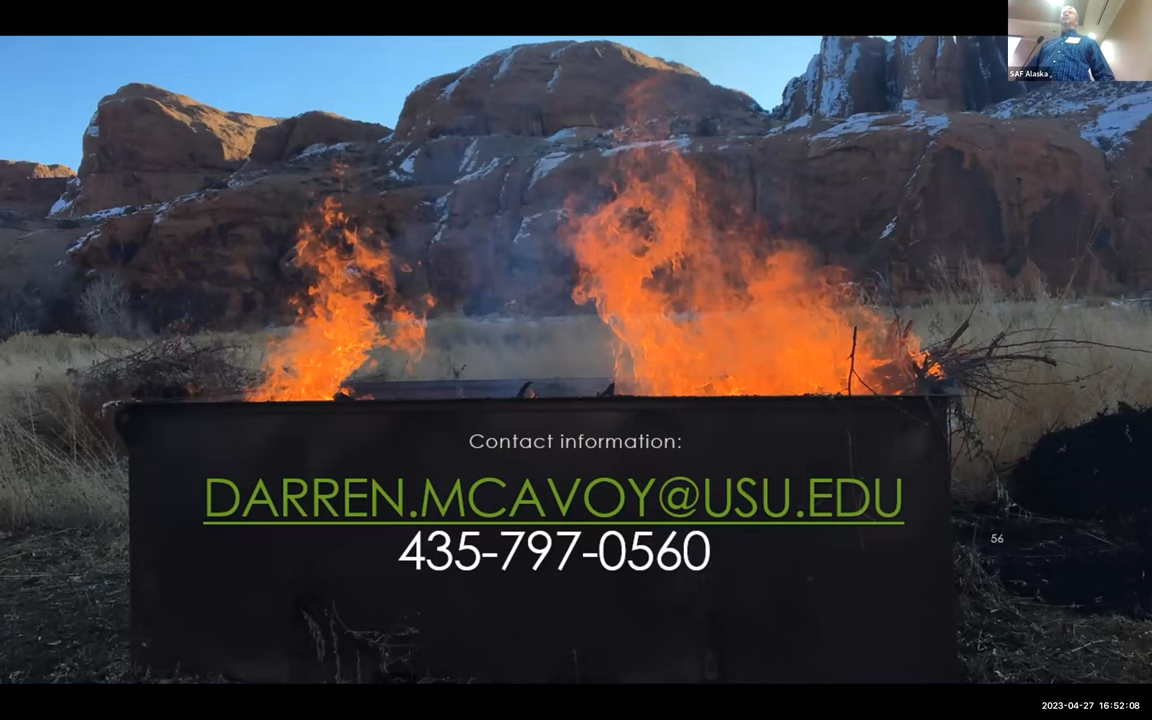 SAF Alaska
Contact information:
DARREN.MCAVOY@USU.EDU
435-797-0560
56
2023-04-27 16:52:08